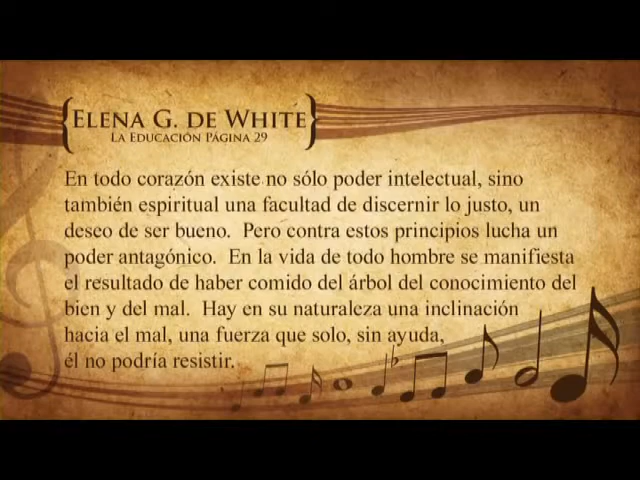 {ELENA G. DE WHITE}
LA EDUCACIÓN PÁGINA 29
En todo corazón existe no sólo poder intelectual, sino
también espiritual una facultad de discernir lo justo, un
deseo de ser bueno. Pero contra estos principios lucha un
poder antagónico. En la vida de todo hombre se manifiesta
el resultado de haber comido del árbol del conocimiento del
bien y del mal. Hay en su naturaleza una inclinación
hacia el mal, una fuerza que solo, sin ayuda,
él no podría resistir.